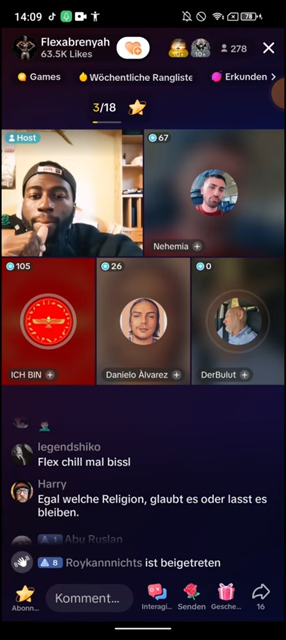 14:09
78
Flexabrenyah
63.5K Likes
278
Games
Wöchentliche Rangliste
Erkunden
3/18
Host
67
Nehemia
105
26
0
ICH BIN
Danielo Àlvarez
DerBulut
legendshiko
Flex chill mal bissl
Harry
Egal welche Religion, glaubt es oder lasst es
bleiben.
1 Abu Ruslan
8 Roykannnichts ist beigetreten
Komment...
Abonn...
Interagi...
Senden
Gesche...
16